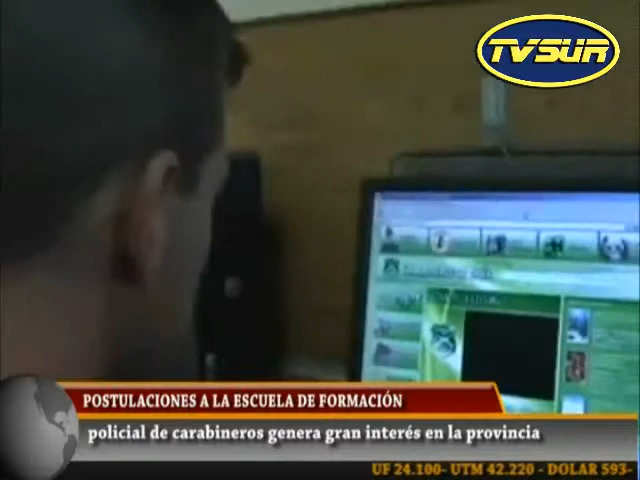 TVSUR
POSTULACIONES A LA ESCUELA DE FORMACIÓN
policial de carabineros genera gran interés en la provincia
UF 24.100- UTM 42.220 - DOLAR 593-